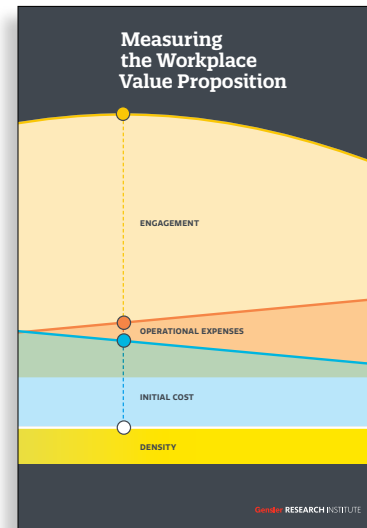 Measuring
the Workplace
Value Proposition
ENGAGEMENT
OPERATIONAL EXPENSES
INITIAL COST
DENSITY
Gensler RESEARCH INSTITUTE